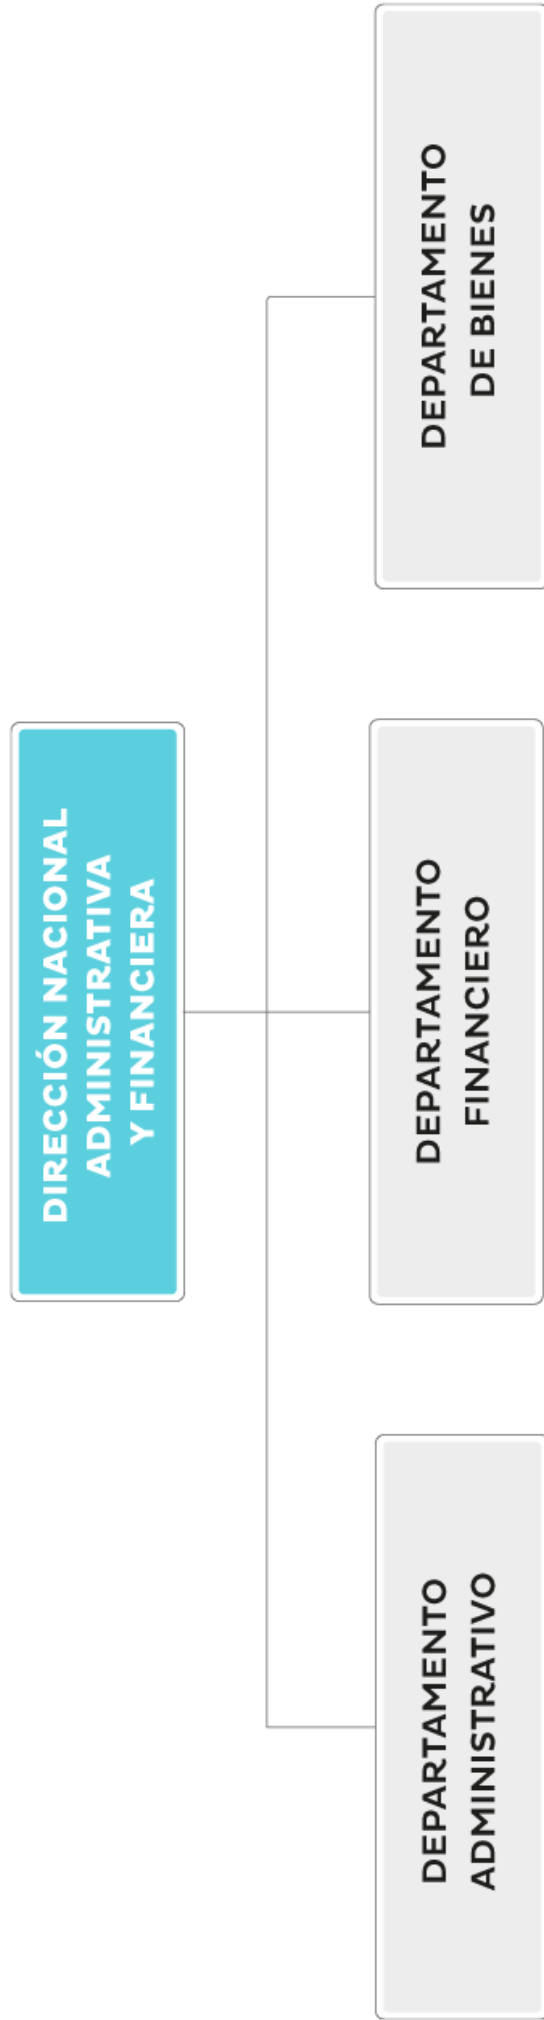 DIRECCIÓN NACIONAL
ADMINISTRATIVA
Y FINANCIERA
DEPARTAMENTO
ADMINISTRATIVO
DEPARTAMENTO
FINANCIERO
DEPARTAMENTO
DE BIENES